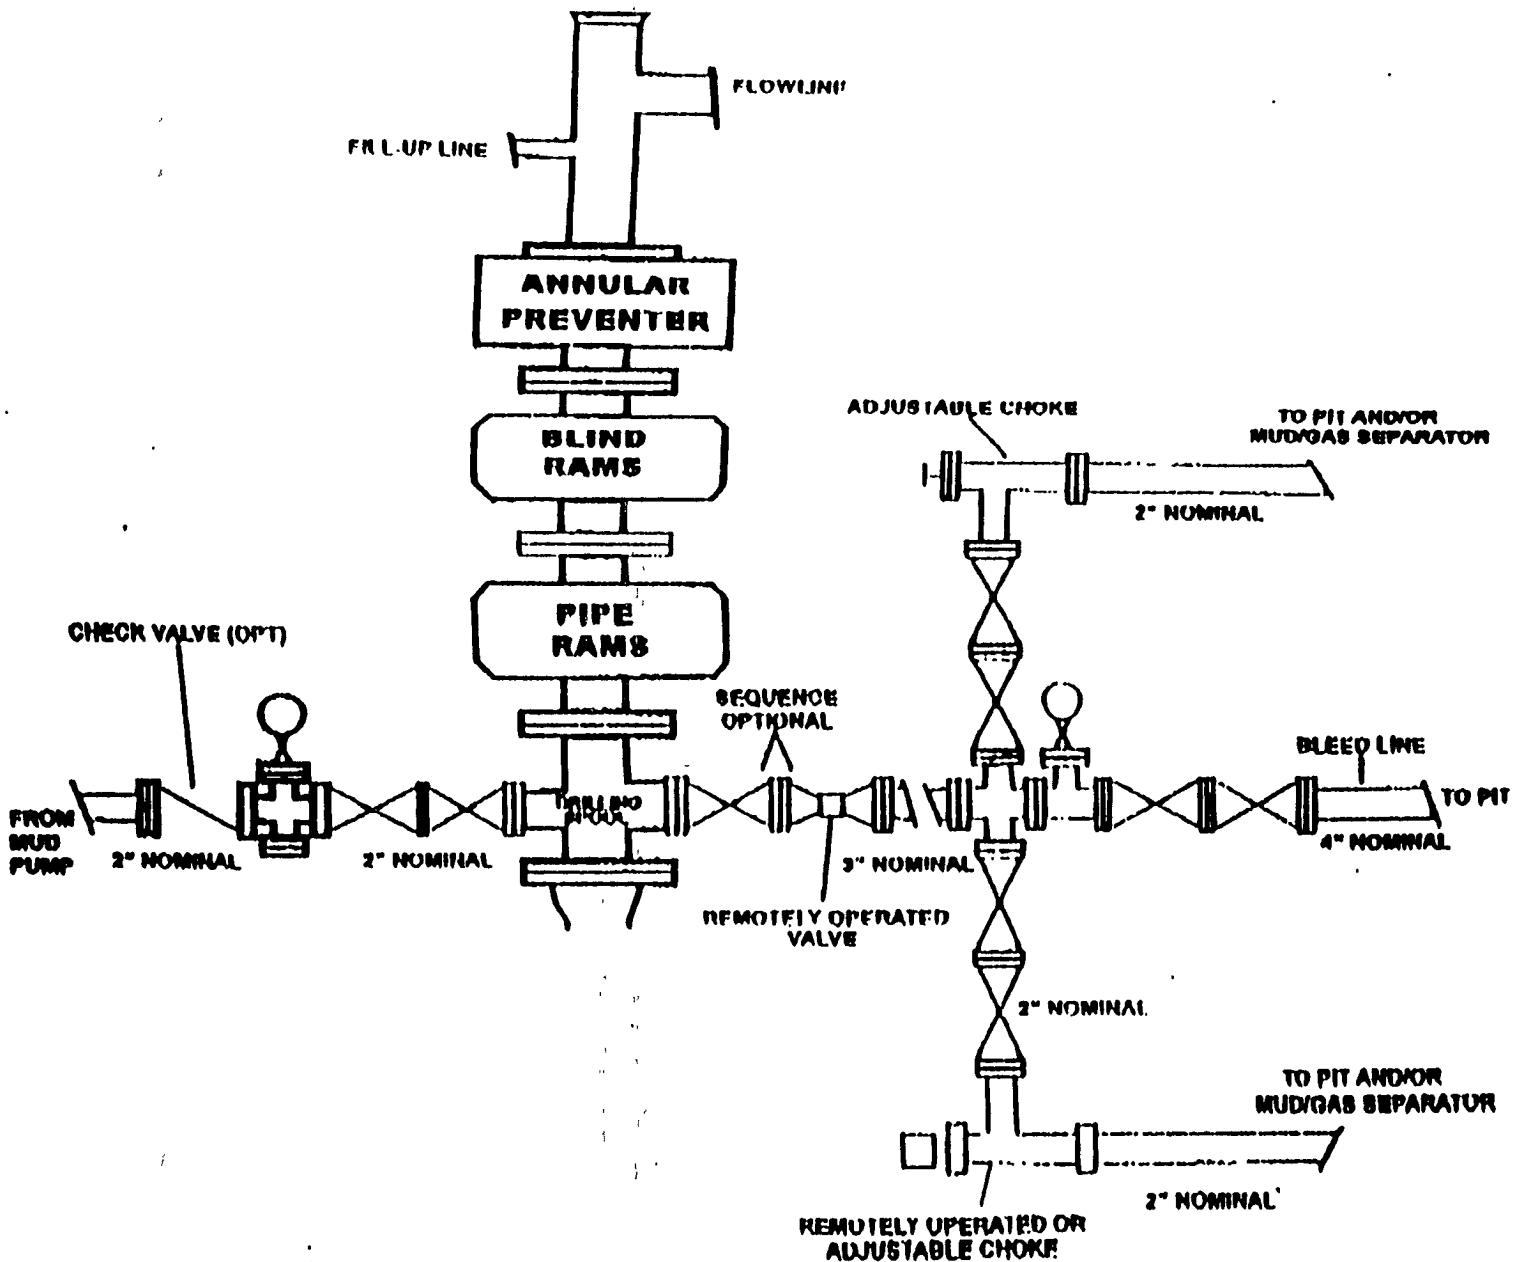 FLOWLINE
FILL-UP LINE
ANNULAR
PREVENTER
BLIND
RAMS
ADJUSTABLE CHOKE
TO PIT AND/OR
MUD/GAS SEPARATOR
2" NOMINAL
PIPE
RAMS
CHECK VALVE (OPT)
SEQUENCE
OPTIONAL
BLEED LINE
TO PIT
4" NOMINAL
FROM
MUD
PUMP
2" NOMINAL
2" NOMINAL
DRILLING
3" NOMINAL
REMOTELY OPERATED
VALVE
2" NOMINAL
TO PIT AND/OR
MUD/GAS SEPARATOR
2" NOMINAL
REMOTELY OPERATED OR
ADJUSTABLE CHOKE